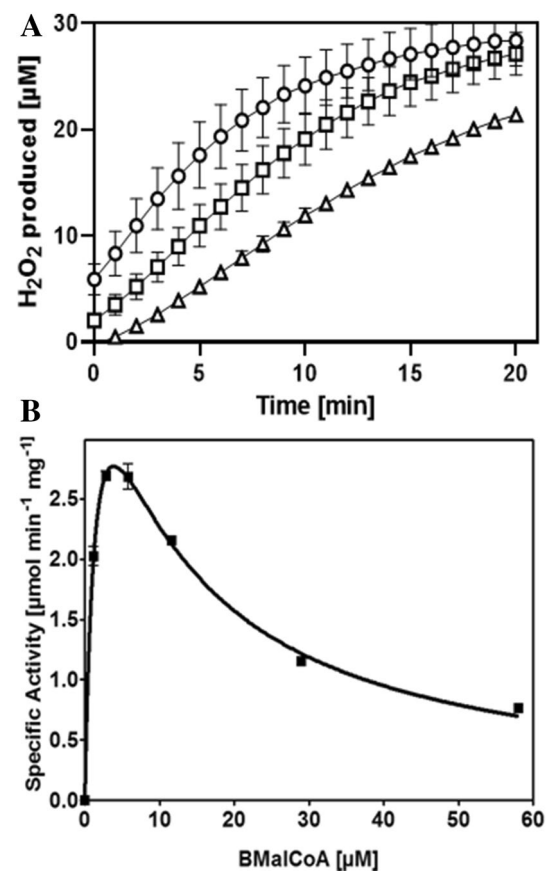 A
H₂O₂ produced [µM]
30
20
10
0
0 5 10 15 20
Time [min]
B
Specific Activity [µmol min⁻¹ mg⁻¹]
2.5
2.0
1.5
1.0
0.5
0.0
0 10 20 30 40 50 60
BMalCoA [µM]